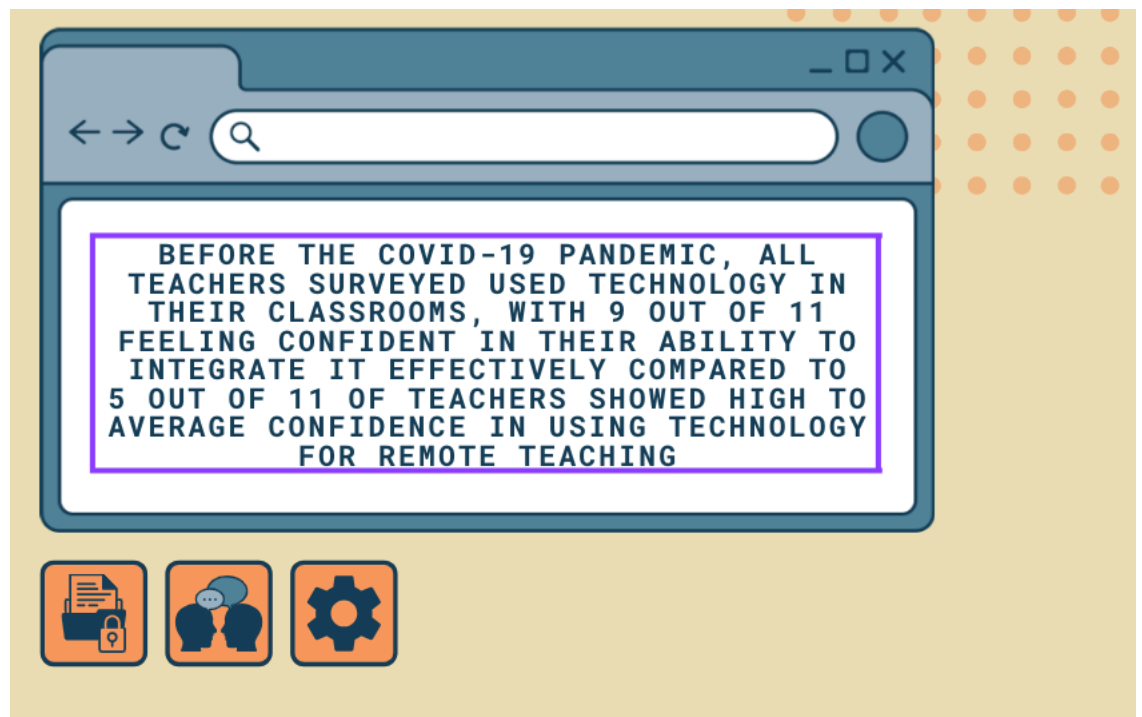 BEFORE THE COVID-19 PANDEMIC, ALL
TEACHERS SURVEYED USED TECHNOLOGY IN
THEIR CLASSROOMS, WITH 9 OUT OF 11
FEELING CONFIDENT IN THEIR ABILITY TO
INTEGRATE IT EFFECTIVELY COMPARED TO
5 OUT OF 11 OF TEACHERS SHOWED HIGH TO
AVERAGE CONFIDENCE IN USING TECHNOLOGY
FOR REMOTE TEACHING